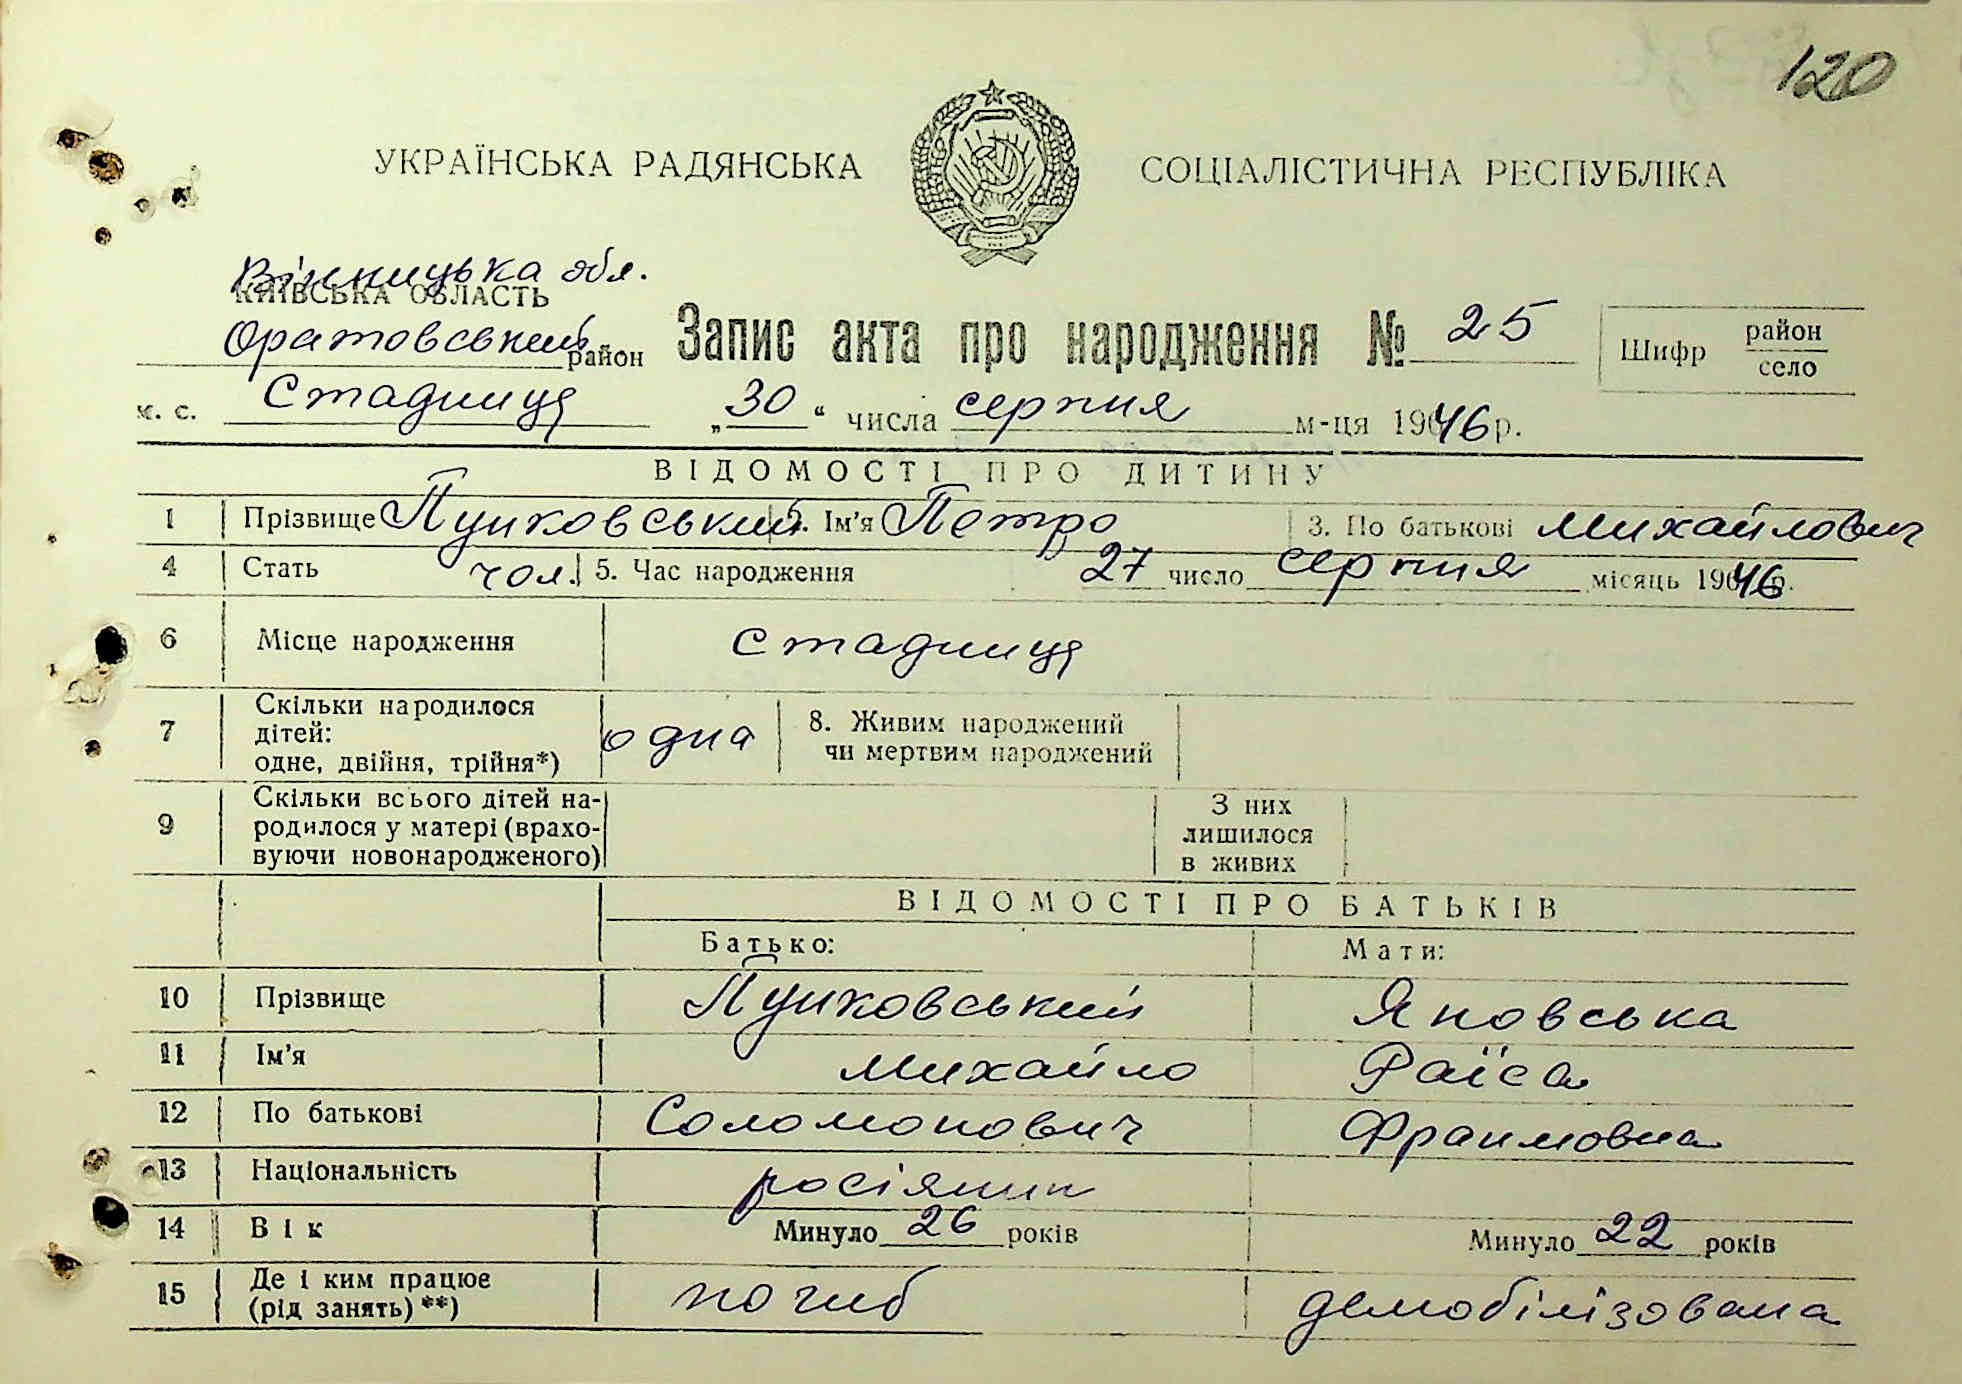 120
УКРАЇНСЬКА РАДЯНСЬКА СОЦІАЛІСТИЧНА РЕСПУБЛІКА
Вінницька обл.
КИЇВСЬКА ОБЛАСТЬ
Оратовський район
Запис акта про народження № 25
Шифр район село
м. с. Стадниця „30“ числа серпня м-ця 1946 р.
ВІДОМОСТІ ПРО ДИТИНУ
1 Прізвище Пушковський 2. Ім'я Петро 3. По батькові Михайлович
4 Стать чол. 5. Час народження 27 число серпня місяць 1946 р.
6 Місце народження Стадниця
7 Скільки народилося дітей: одне, двійня, трійня*) одна 8. Живим народжений чи мертвим народжений
9 Скільки всього дітей народилося у матері (враховуючи новонародженого) З них лишилося в живих
ВІДОМОСТІ ПРО БАТЬКІВ
Батько: Мати:
10 Прізвище Пушковський Яновська
11 Ім'я Михайло Раїса
12 По батькові Соломонович Фраимовна
13 Національність росіянин
14 Вік Минуло 26 років Минуло 22 років
15 Де і ким працює (рід занять) **) погиб демобілізована